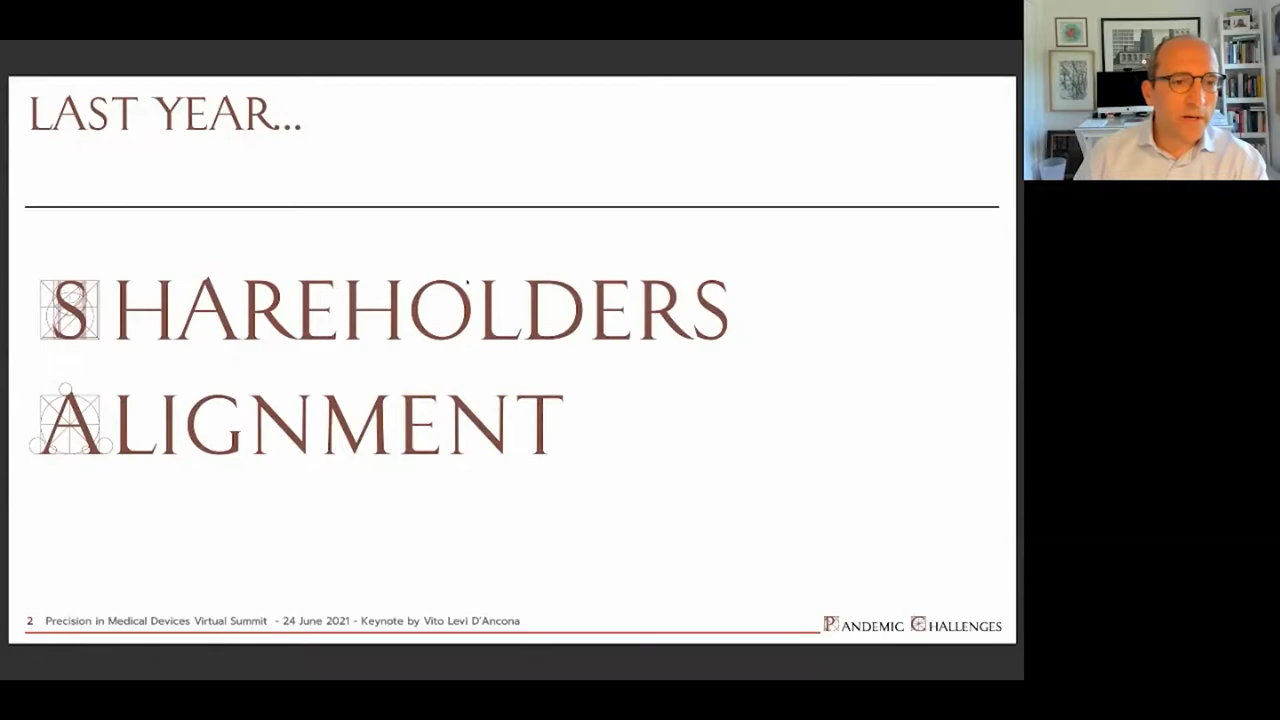 LAST YEAR...
SHAREHOLDERS
ALIGNMENT
2 Precision in Medical Devices Virtual Summit - 24 June 2021 - Keynote by Vito Levi D'Ancona
PANDEMIC CHALLENGES